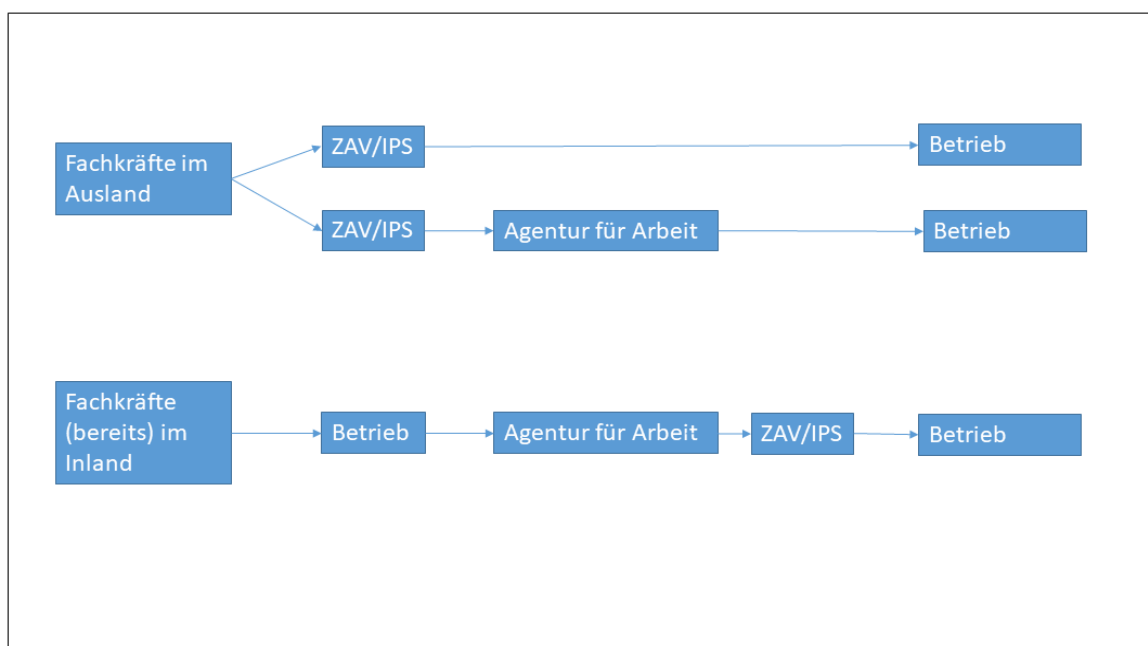 Fachkräfte im
Ausland
ZAV/IPS
Betrieb
ZAV/IPS
Agentur für Arbeit
Betrieb
Fachkräfte
(bereits) im
Inland
Betrieb
Agentur für Arbeit
ZAV/IPS
Betrieb